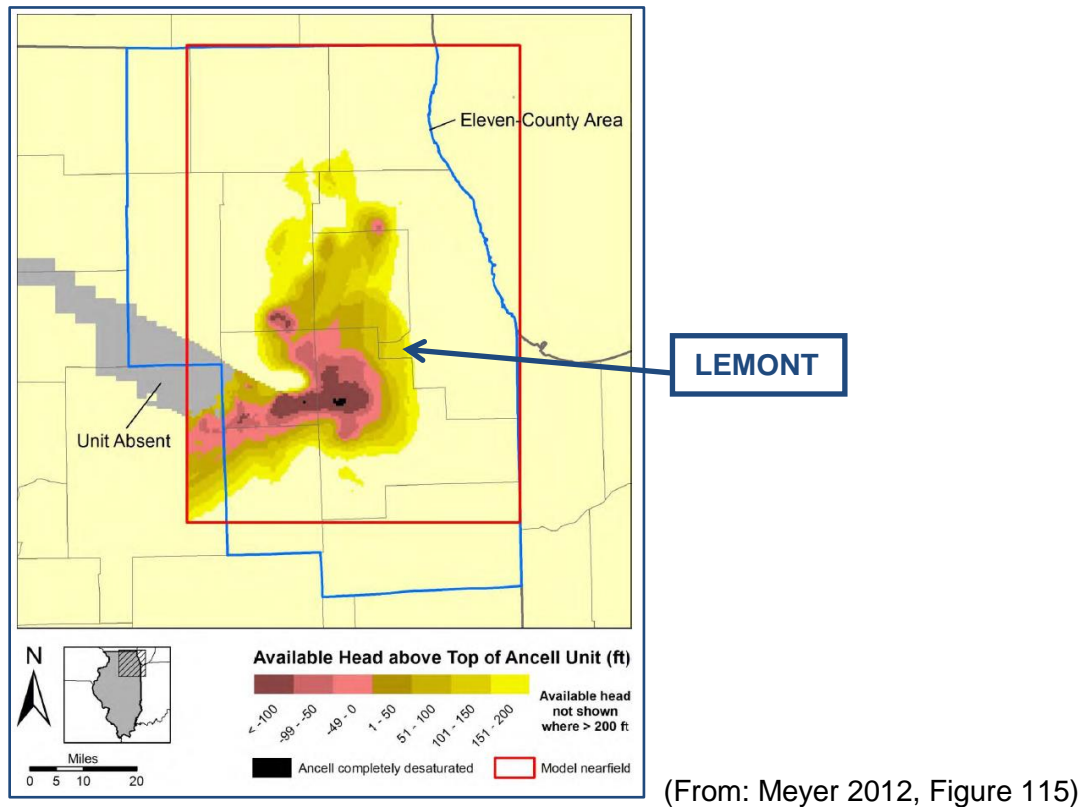 Eleven-County Area
LEMONT
Unit Absent
N
Miles
0 5 10 20
Available Head above Top of Ancell Unit (ft)
< -100
-99 - -50
-49 - 0
1 - 50
51 - 100
101 - 150
151 - 200
Available head
not shown
where > 200 ft
Ancell completely desaturated
Model nearfield
(From: Meyer 2012, Figure 115)